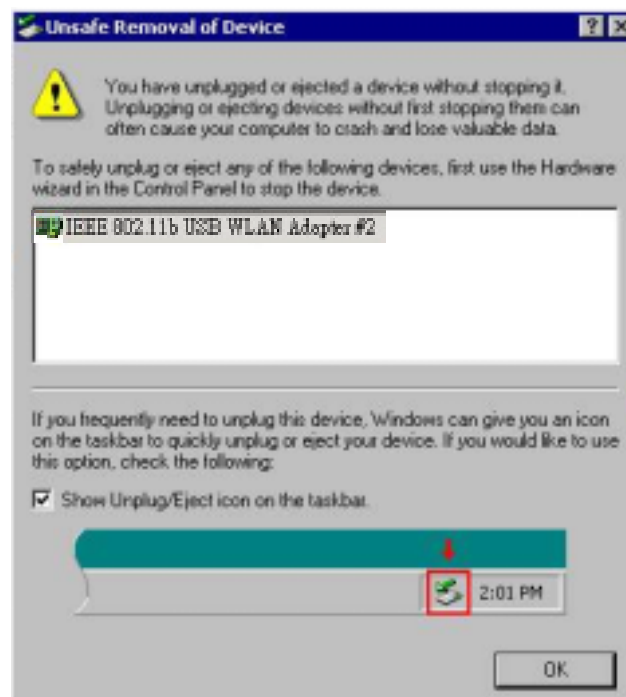 Unsafe Removal of Device
You have unplugged or ejected a device without stopping it.
Unplugging or ejecting devices without first stopping them can
often cause your computer to crash and lose valuable data.
To safely unplug or eject any of the following devices, first use the Hardware
wizard in the Control Panel to stop the device.
IEEE 802.11b USB WLAN Adapter #2
If you frequently need to unplug this device, Windows can give you an icon
on the taskbar to quickly unplug or eject your device. If you would like to use
this option, check the following:
Show Unplug/Eject icon on the taskbar.
2:01 PM
OK